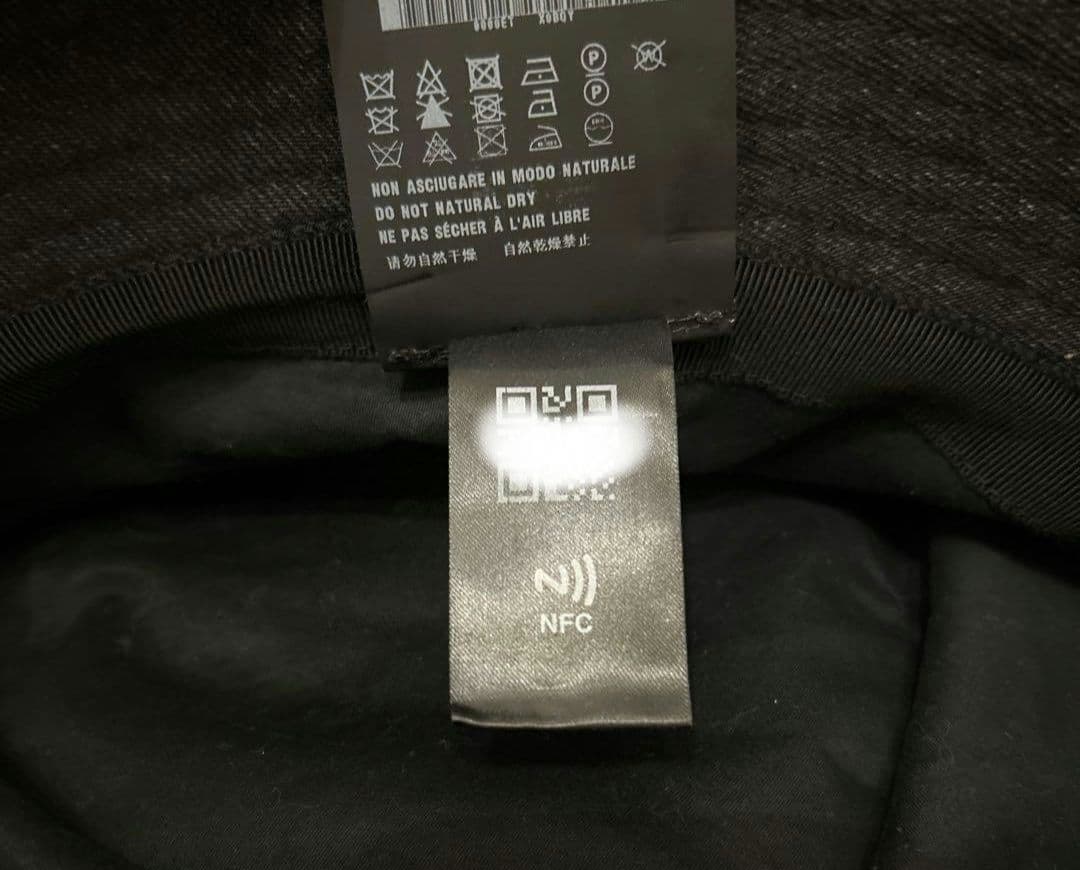 NON ASCIUGARE IN MODO NATURALE
DO NOT NATURAL DRY
NE PAS SÉCHER À L'AIR LIBRE
请勿自然干燥 自然乾燥禁止
NFC